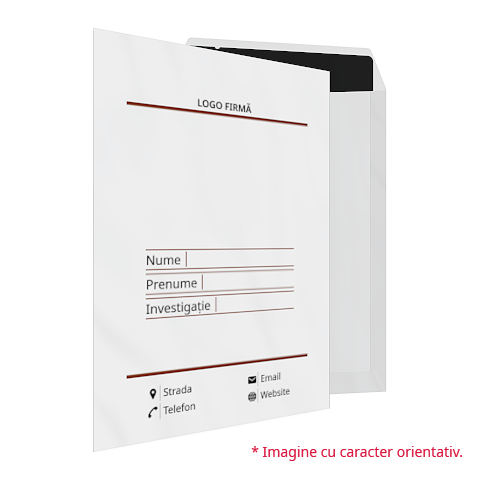 LOGO FIRMĂ
Nume
Prenume
Investigație
Strada
Email
Telefon
Website
* Imagine cu caracter orientativ.